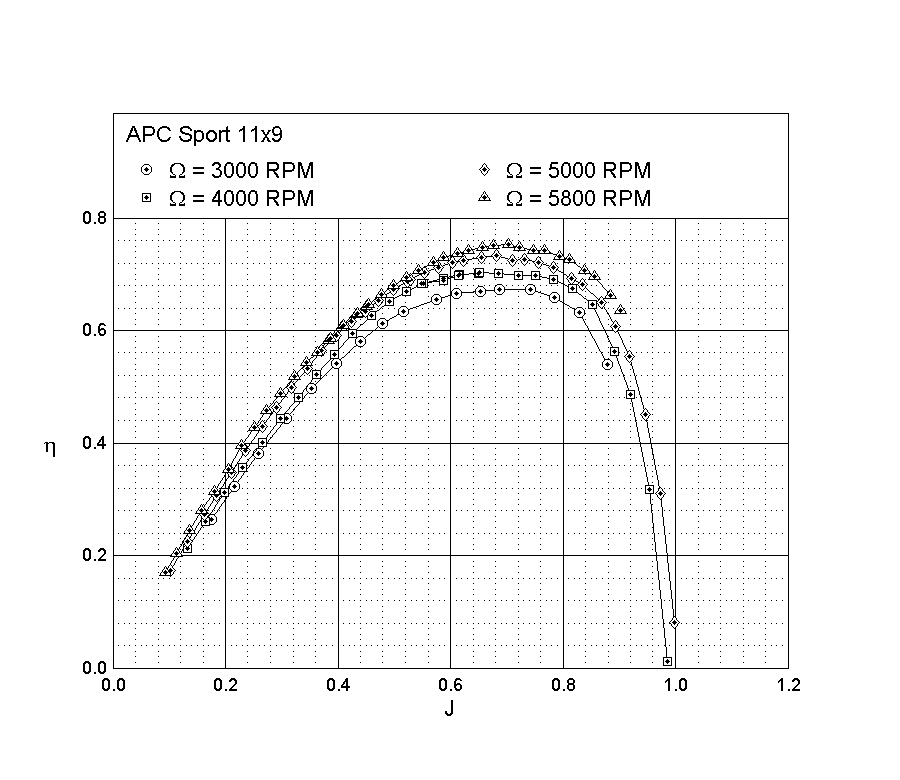 APC Sport 11x9
Ω = 3000 RPM
Ω = 5000 RPM
Ω = 4000 RPM
Ω = 5800 RPM
0.8
0.6
0.4
η
0.2
0.0
0.0 0.2 0.4 0.6 0.8 1.0 1.2
J